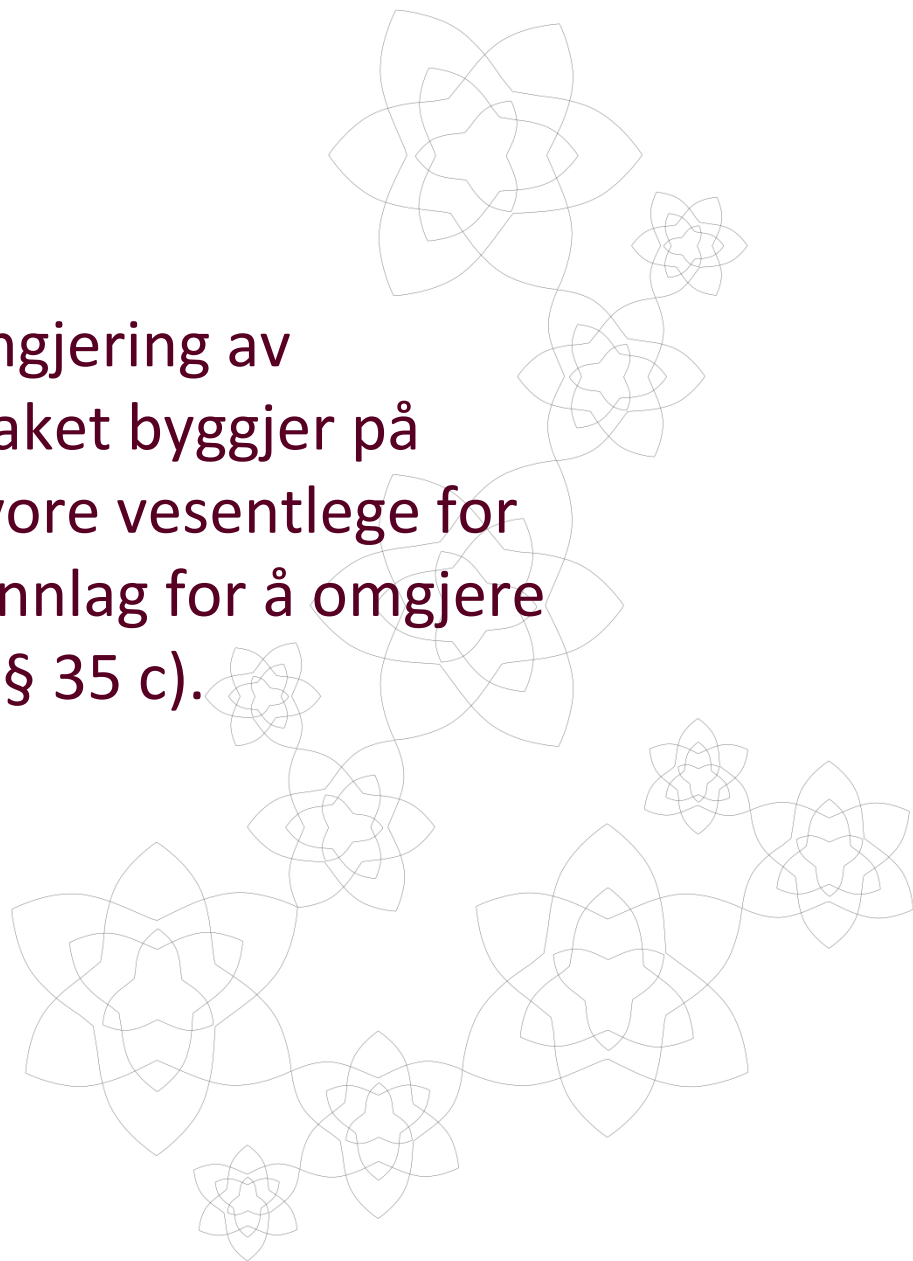 ngjering av
aket byggjer på
vore vesentlege for
nnlag for å omgjere
§ 35 c).